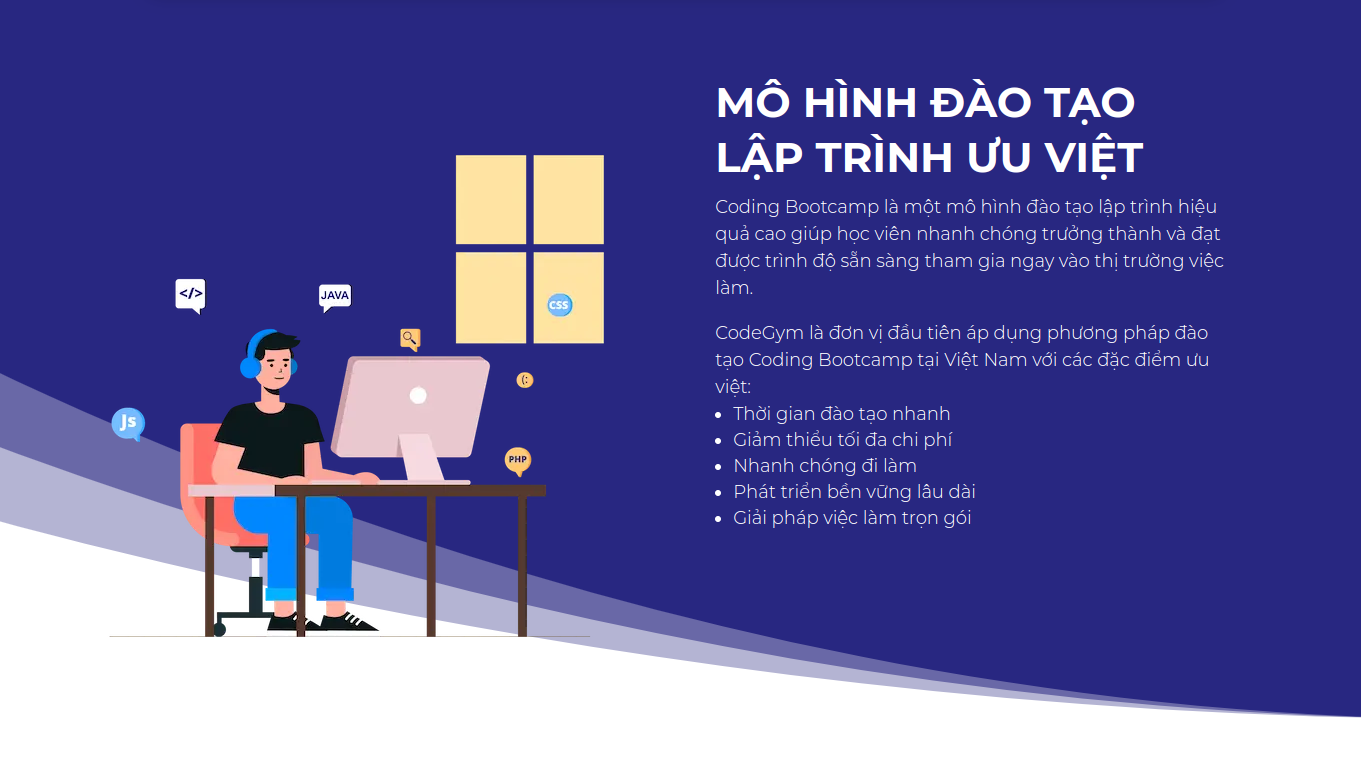 MÔ HÌNH ĐÀO TẠO
LẬP TRÌNH ƯU VIỆT
Coding Bootcamp là một mô hình đào tạo lập trình hiệu
quả cao giúp học viên nhanh chóng trưởng thành và đạt
được trình độ sẵn sàng tham gia ngay vào thị trường việc
làm.
CodeGym là đơn vị đầu tiên áp dụng phương pháp đào
tạo Coding Bootcamp tại Việt Nam với các đặc điểm ưu
việt:
Thời gian đào tạo nhanh
Giảm thiểu tối đa chi phí
Nhanh chóng đi làm
Phát triển bền vững lâu dài
Giải pháp việc làm trọn gói
</>
JAVA
CSS
(:
Js
PHP